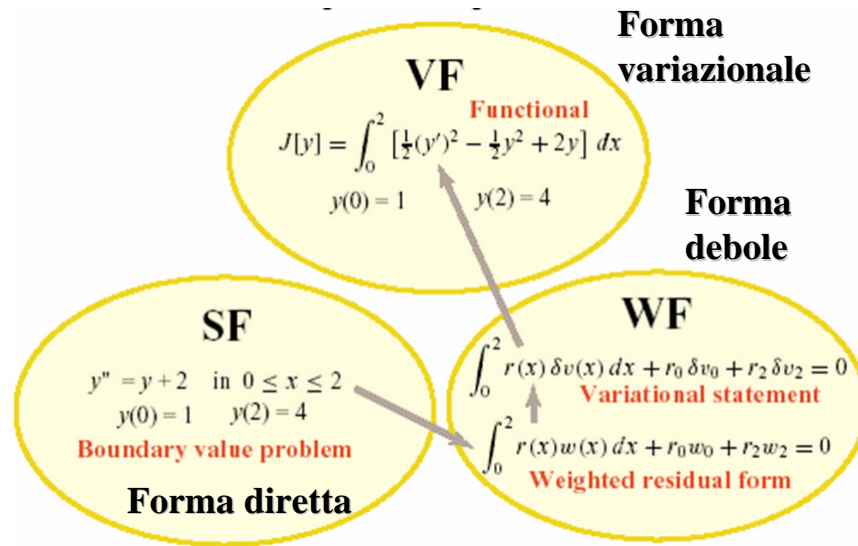 Forma
variazionale
VF
Functional
J[y] = ∫₀² [½(y′)² − ½y² + 2y] dx
y(0) = 1 y(2) = 4
Forma
debole
SF
y" = y + 2 in 0 ≤ x ≤ 2
y(0) = 1 y(2) = 4
Boundary value problem
Forma diretta
WF
∫₀² r(x) δv(x) dx + r₀ δv₀ + r₂ δv₂ = 0
Variational statement
∫₀² r(x)w(x) dx + r₀w₀ + r₂w₂ = 0
Weighted residual form